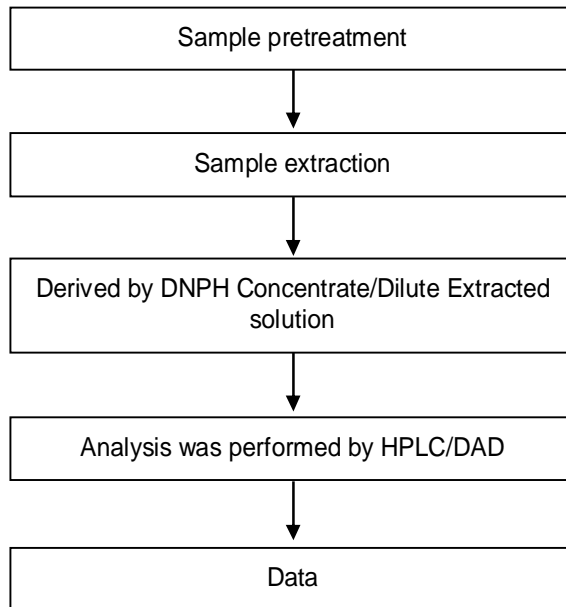 Sample pretreatment
Sample extraction
Derived by DNPH Concentrate/Dilute Extracted
solution
Analysis was performed by HPLC/DAD
Data